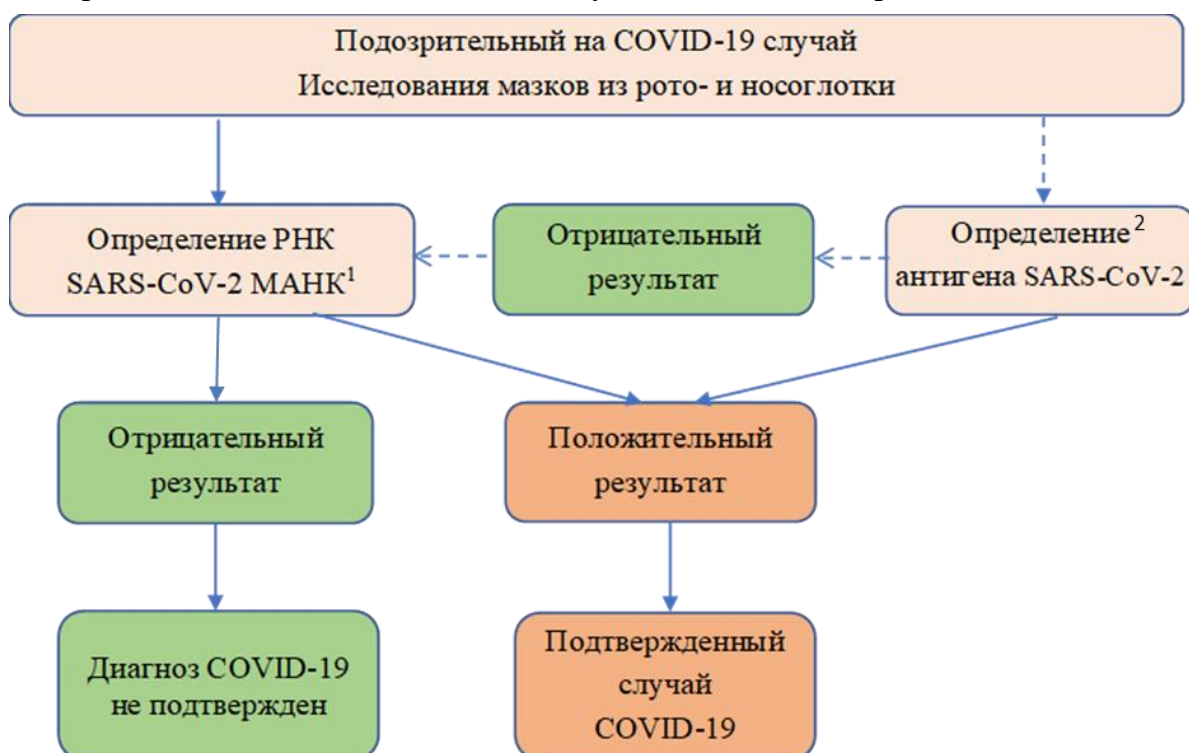 Подозрительный на COVID-19 случай
Исследования мазков из рото- и носоглотки
Определение РНК
SARS-CoV-2 МАНК¹
Отрицательный
результат
Определение²
антигена SARS-CoV-2
Отрицательный
результат
Положительный
результат
Диагноз COVID-19
не подтвержден
Подтвержденный
случай
COVID-19